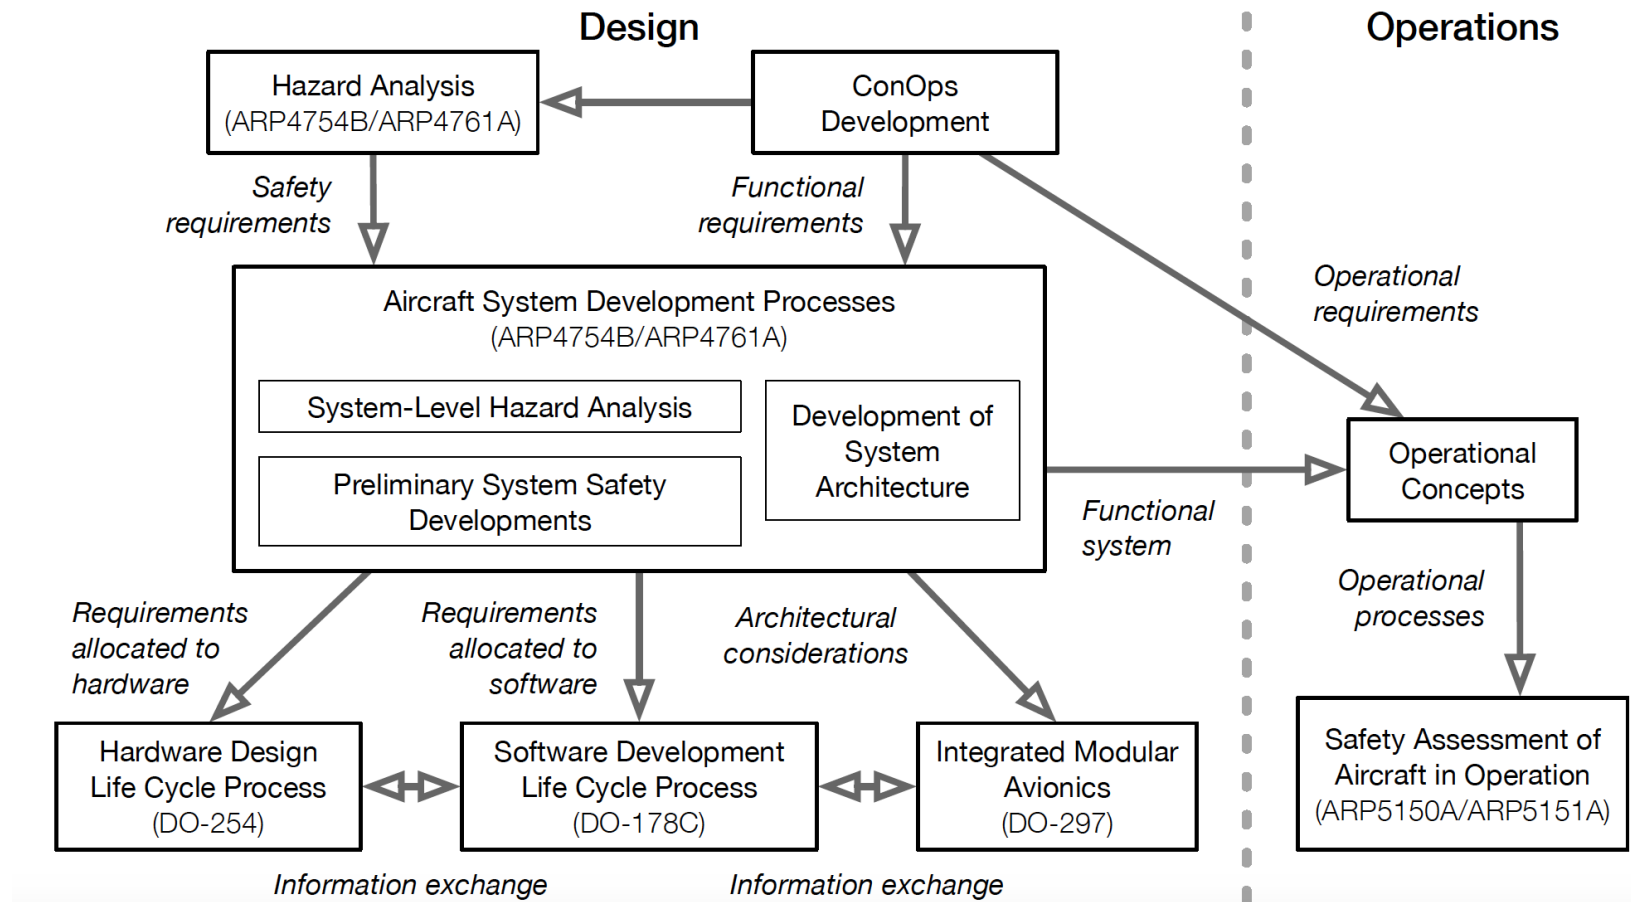 Design
Operations
Hazard Analysis
(ARP4754B/ARP4761A)
ConOps
Development
Safety
requirements
Functional
requirements
Operational
requirements
Aircraft System Development Processes
(ARP4754B/ARP4761A)
System-Level Hazard Analysis
Preliminary System Safety
Developments
Development of
System
Architecture
Functional
system
Operational
Concepts
Operational
processes
Requirements
allocated to
hardware
Requirements
allocated to
software
Architectural
considerations
Hardware Design
Life Cycle Process
(DO-254)
Software Development
Life Cycle Process
(DO-178C)
Integrated Modular
Avionics
(DO-297)
Safety Assessment of
Aircraft in Operation
(ARP5150A/ARP5151A)
Information exchange
Information exchange